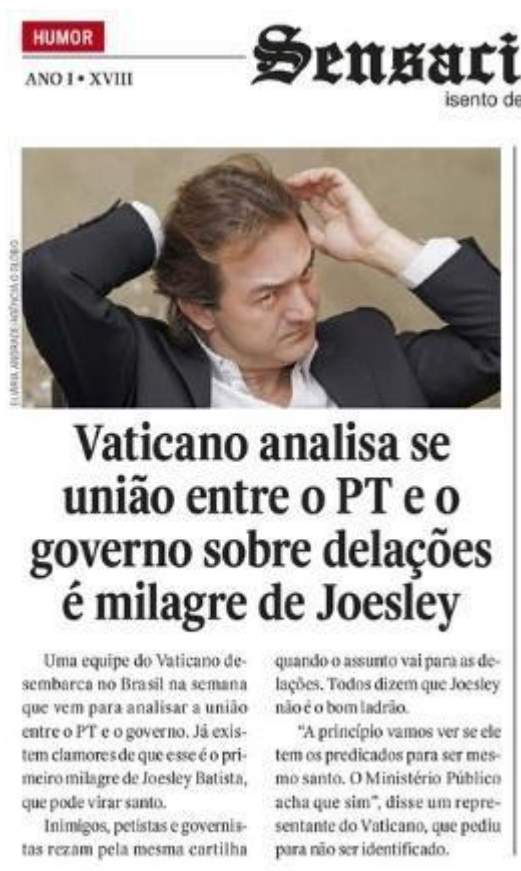 HUMOR
ANO I • XVIII
Sensaci
isento de
FLÁVIA ANDRADE/AGÊNCIA O GLOBO
Vaticano analisa se
união entre o PT e o
governo sobre delações
é milagre de Joesley
Uma equipe do Vaticano de-
sembarca no Brasil na semana
que vem para analisar a união
entre o PT e o governo. Já exis-
tem clamores de que esse é o pri-
meiro milagre de Joesley Batista,
que pode virar santo.
Inimigos, petistas e governis-
tas rezam pela mesma cartilha
quando o assunto vai para as de-
lações. Todos dizem que Joesley
não é o bom ladrão.
"A princípio vamos ver se ele
tem os predicados para ser mes-
mo santo. O Ministério Público
acha que sim", disse um repre-
sentante do Vaticano, que pediu
para não ser identificado.